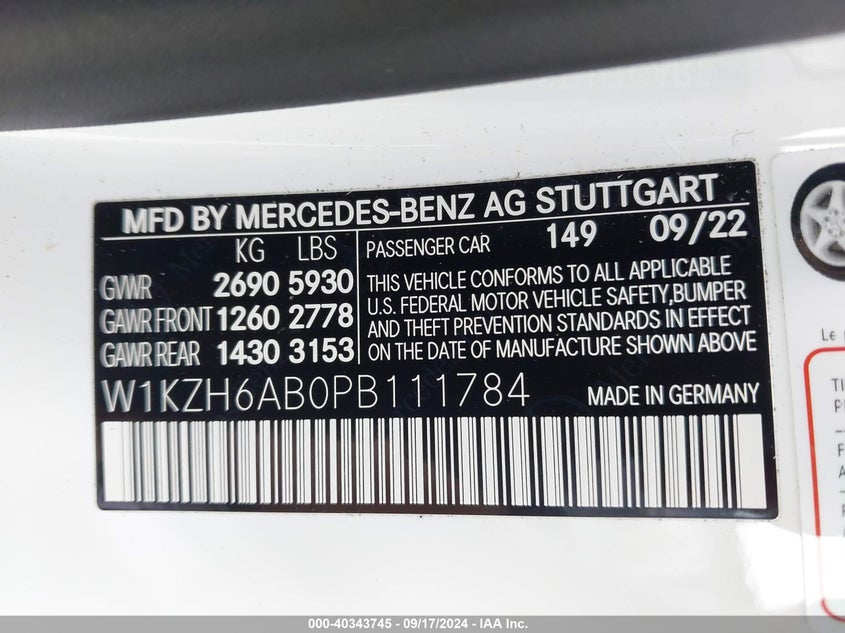 MFD BY MERCEDES-BENZ AG STUTTGART
KG LBS
GVWR 2690 5930
GAWR FRONT 1260 2778
GAWR REAR 1430 3153
PASSENGER CAR 149 09/22
THIS VEHICLE CONFORMS TO ALL APPLICABLE
U.S. FEDERAL MOTOR VEHICLE SAFETY,BUMPER
AND THEFT PREVENTION STANDARDS IN EFFECT
ON THE DATE OF MANUFACTURE SHOWN ABOVE
W1KZH6AB0PB111784 MADE IN GERMANY
Le
000-40343745 - 09/17/2024 - IAA Inc.